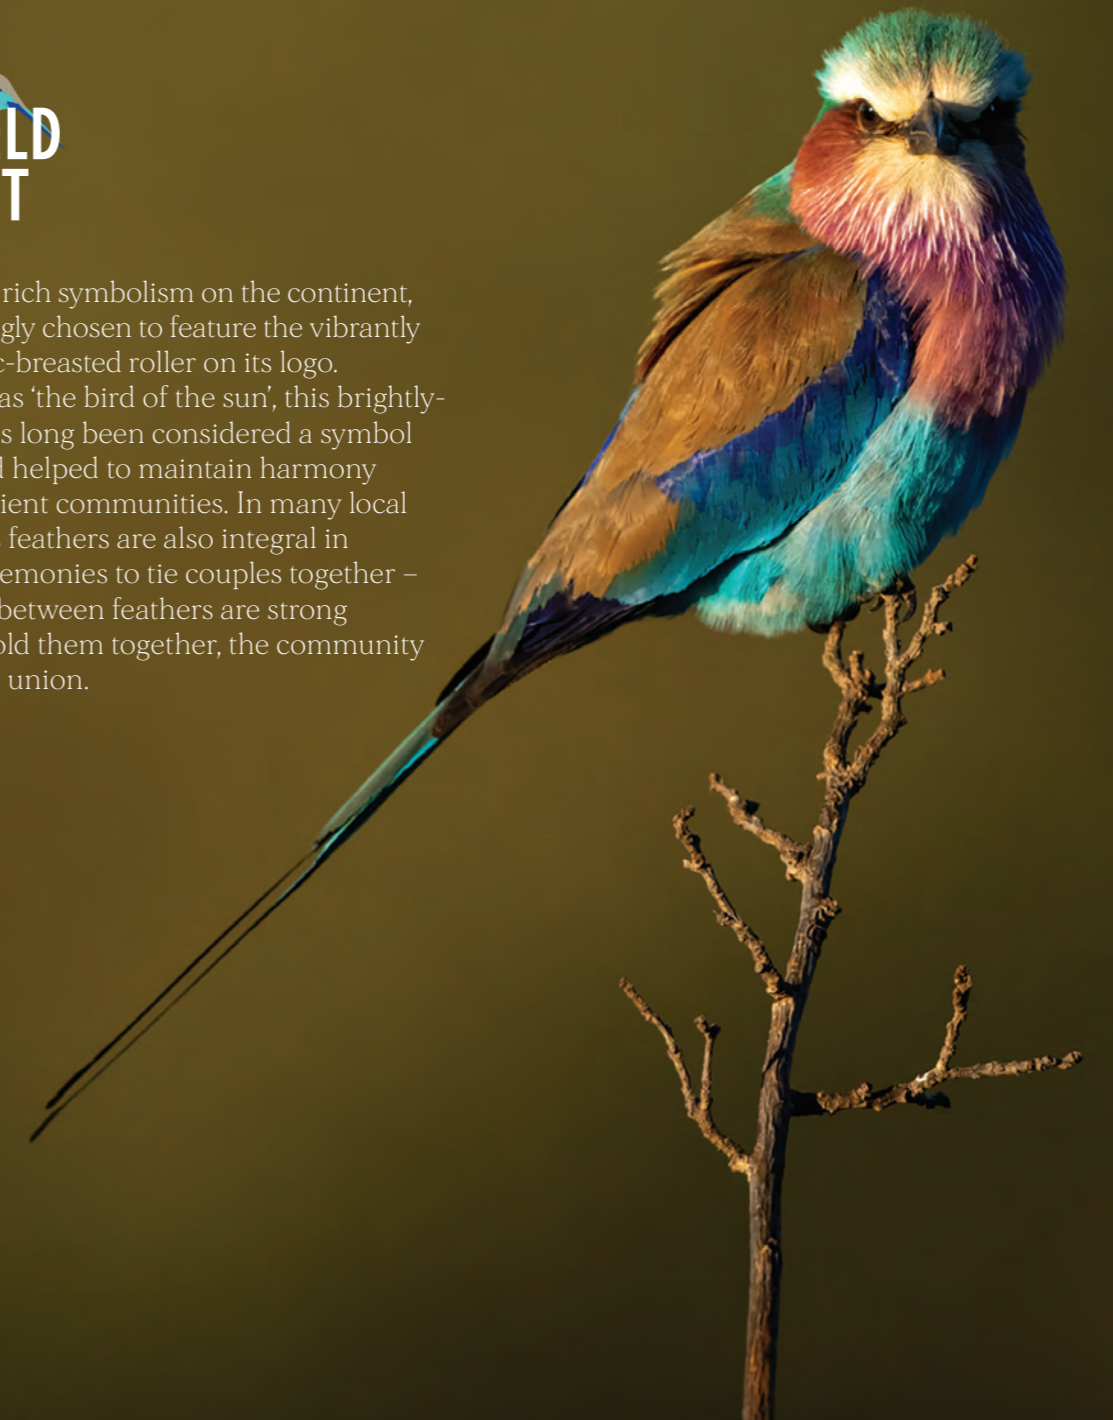 LD
T
rich symbolism on the continent,
gly chosen to feature the vibrantly
c-breasted roller on its logo.
as ‘the bird of the sun’, this brightly-
s long been considered a symbol
d helped to maintain harmony
ient communities. In many local
feathers are also integral in
emonies to tie couples together –
between feathers are strong
old them together, the community
union.